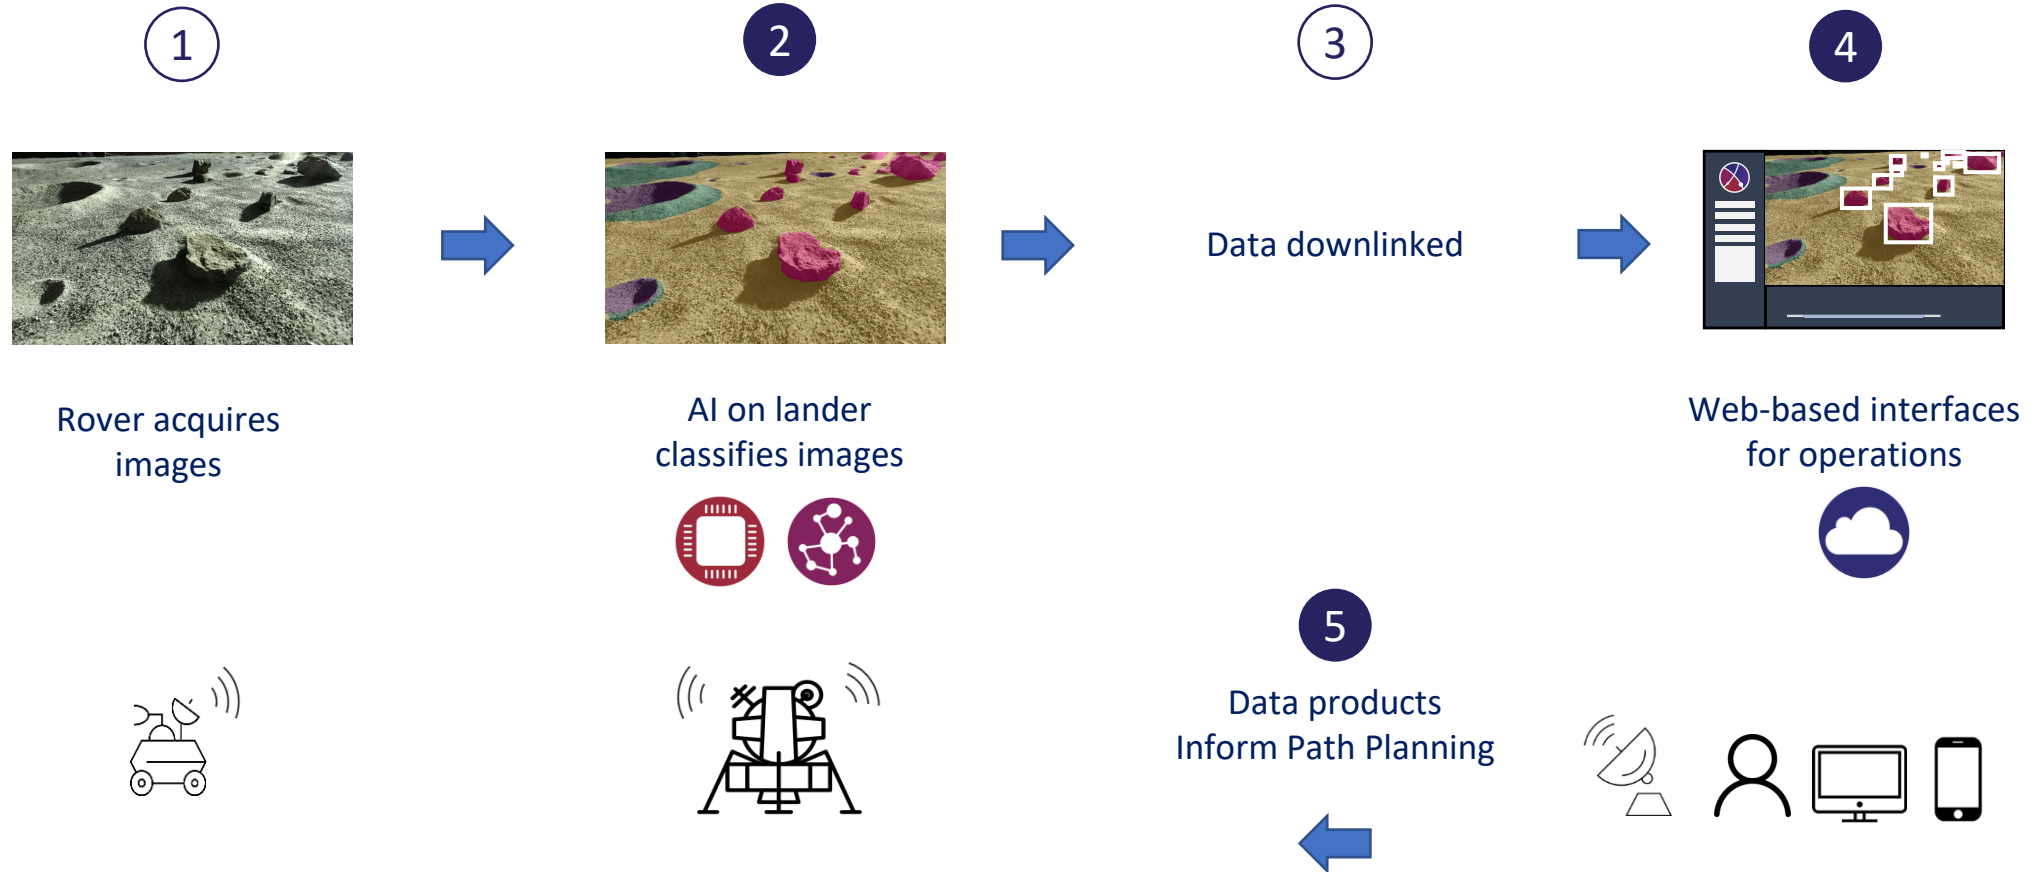 1
2
3
4
Data downlinked
Rover acquires
images
AI on lander
classifies images
Web-based interfaces
for operations
5
Data products
Inform Path Planning